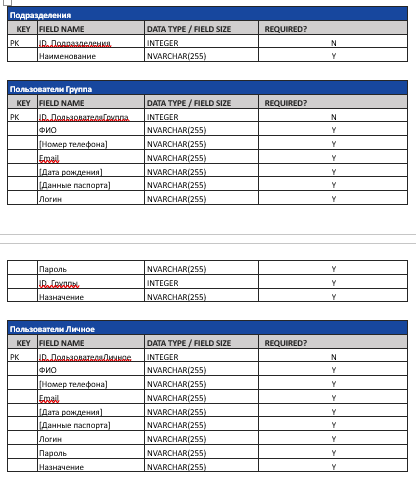 Подразделения
KEY FIELD NAME DATA TYPE / FIELD SIZE REQUIRED?
PK ID_Подразделения INTEGER N
Наименование NVARCHAR(255) Y
Пользователи Группа
KEY FIELD NAME DATA TYPE / FIELD SIZE REQUIRED?
PK ID_ПользователяГруппа INTEGER N
ФИО NVARCHAR(255) Y
[Номер телефона] NVARCHAR(255) Y
Email NVARCHAR(255) Y
[Дата рождения] NVARCHAR(255) Y
[Данные паспорта] NVARCHAR(255) Y
Логин NVARCHAR(255) Y
Пароль NVARCHAR(255) Y
ID_Группы INTEGER Y
Назначение NVARCHAR(255) Y
Пользователи Личное
KEY FIELD NAME DATA TYPE / FIELD SIZE REQUIRED?
PK ID_ПользователяЛичное INTEGER N
ФИО NVARCHAR(255) Y
[Номер телефона] NVARCHAR(255) Y
Email NVARCHAR(255) Y
[Дата рождения] NVARCHAR(255) Y
[Данные паспорта] NVARCHAR(255) Y
Логин NVARCHAR(255) Y
Пароль NVARCHAR(255) Y
Назначение NVARCHAR(255) Y